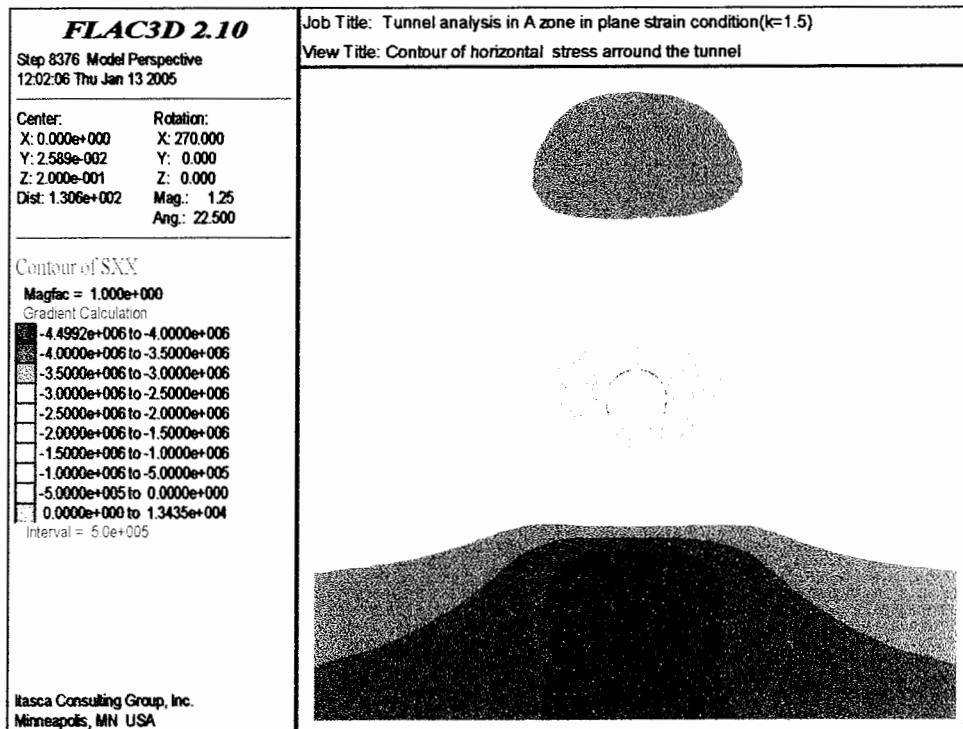 FLAC3D 2.10
Step 8376 Model Perspective
12:02:06 Thu Jan 13 2005
Center:
X: 0.000e+000
Y: 2.589e-002
Z: 2.000e-001
Dist: 1.306e+002
Rotation:
X: 270.000
Y: 0.000
Z: 0.000
Mag.: 1.25
Ang.: 22.500
Contour of SXX
Magfac = 1.000e+000
Gradient Calculation
-4.4992e+006 to -4.0000e+006
-4.0000e+006 to -3.5000e+006
-3.5000e+006 to -3.0000e+006
-3.0000e+006 to -2.5000e+006
-2.5000e+006 to -2.0000e+006
-2.0000e+006 to -1.5000e+006
-1.5000e+006 to -1.0000e+006
-1.0000e+006 to -5.0000e+005
-5.0000e+005 to 0.0000e+000
0.0000e+000 to 1.3435e+004
Interval = 5.0e+005
Itasca Consulting Group, Inc.
Minneapolis, MN USA
Job Title: Tunnel analysis in A zone in plane strain condition(k=1.5)
View Title: Contour of horizontal stress arround the tunnel